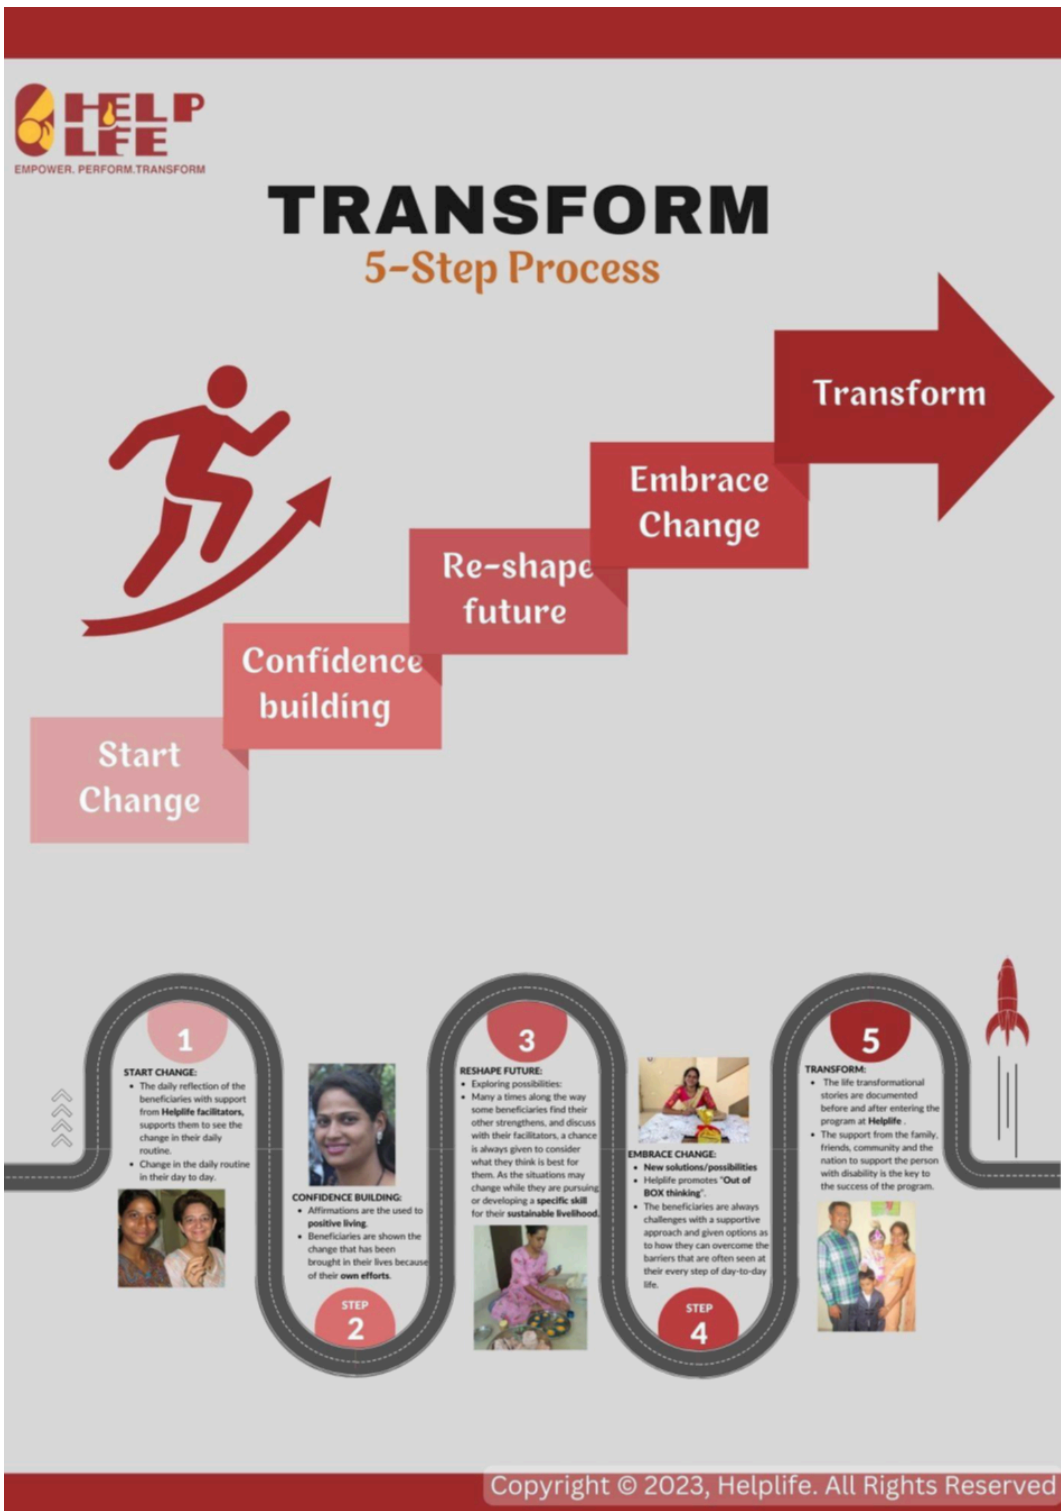 HELP
LFE
EMPOWER. PERFORM.TRANSFORM
TRANSFORM
5-Step Process
Transform
Embrace
Change
Re-shape
future
Confidence
building
Start
Change
1
START CHANGE:
• The daily reflection of the
beneficiaries with support
from Helplife facilitators,
supports them to see the
change in their daily
routine.
• Change in the daily routine
in their day to day.
CONFIDENCE BUILDING:
• Affirmations are the used to
positive living.
• Beneficiaries are shown the
change that has been
brought in their lives because
of their own efforts.
STEP
2
3
RESHAPE FUTURE:
• Exploring possibilities:
• Many a times along the way
some beneficiaries find their
other strengthens, and discuss
with their facilitators, a chance
is always given to consider
what they think is best for
them. As the situations may
change while they are pursuing
or developing a specific skill
for their sustainable livelihood.
EMBRACE CHANGE:
• New solutions/possibilities
• Helplife promotes "Out of
BOX thinking".
• The beneficiaries are always
challenges with a supportive
approach and given options as
to how they can overcome the
barriers that are often seen at
their every step of day-to-day
life.
STEP
4
5
TRANSFORM:
• The life transformational
stories are documented
before and after entering the
program at Helplife .
• The support from the family,
friends, community and the
nation to support the person
with disability is the key to
the success of the program.
Copyright © 2023, Helplife. All Rights Reserved